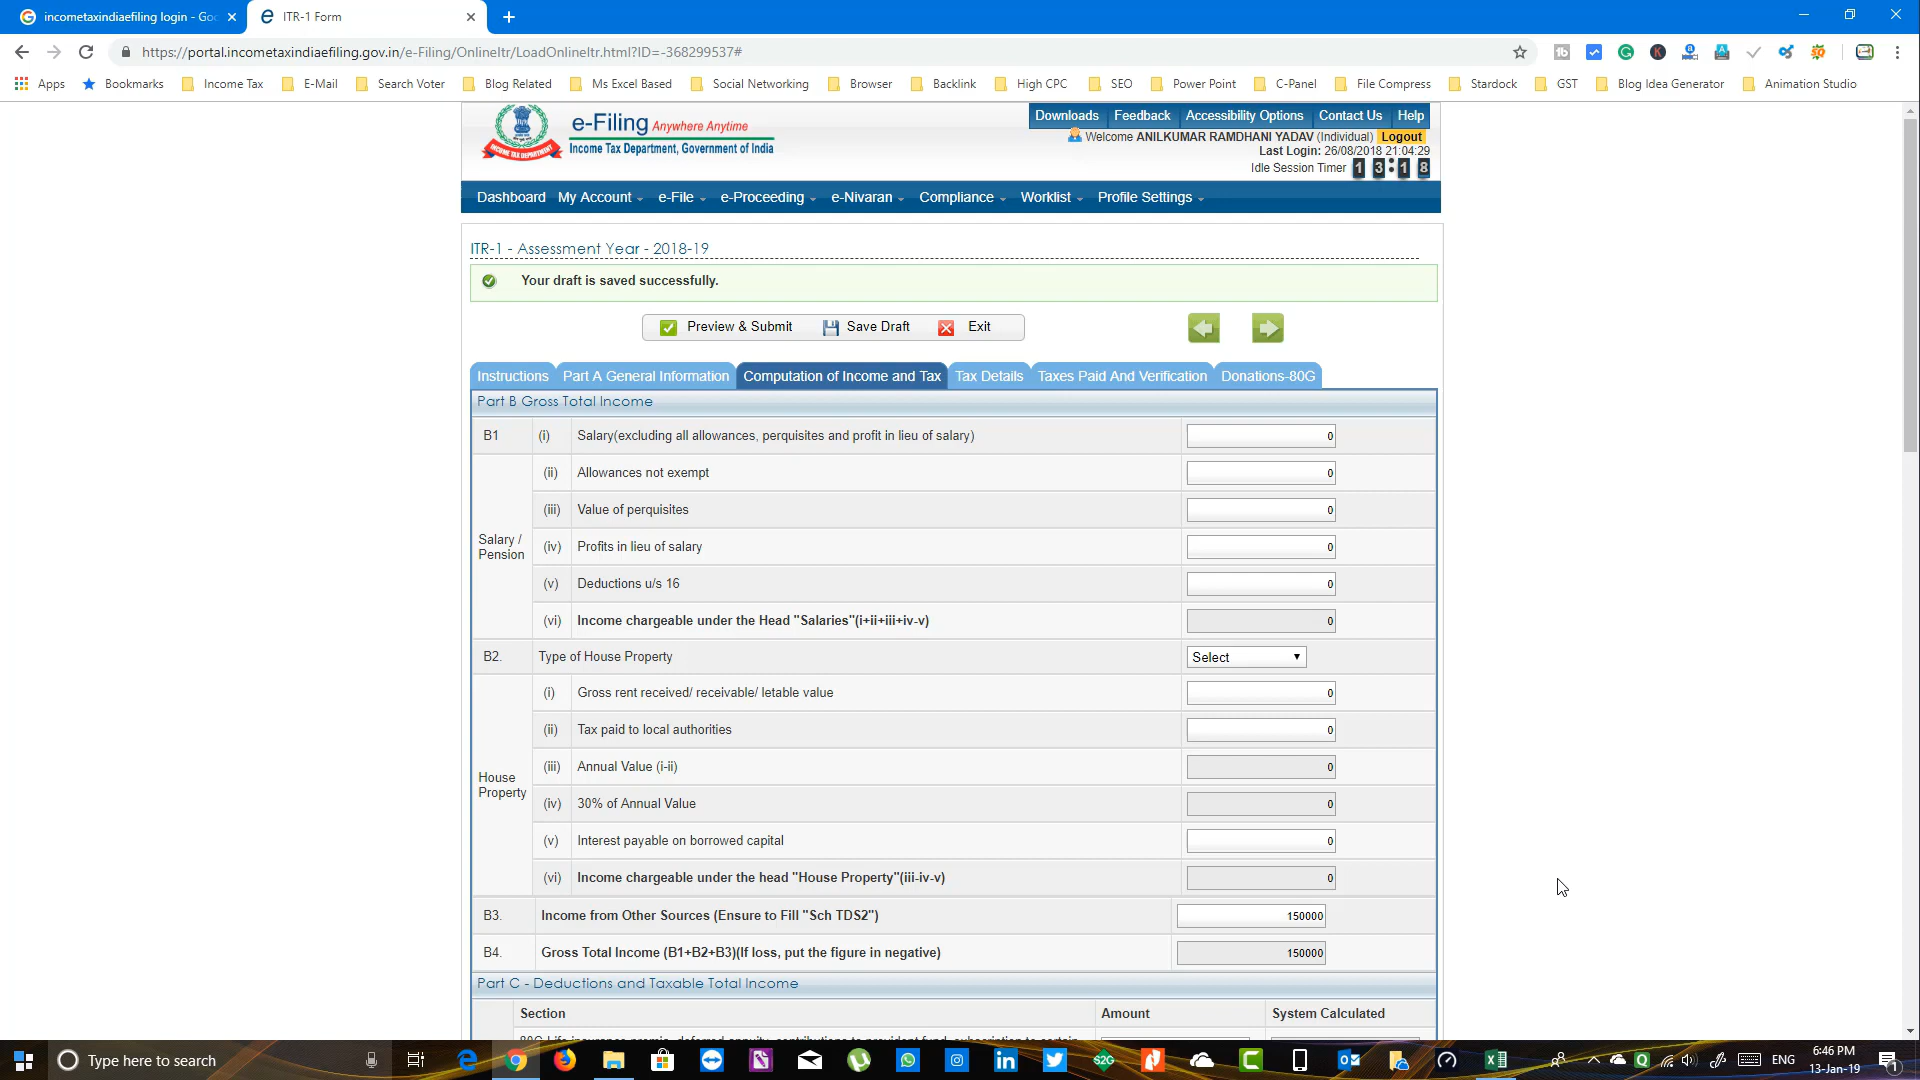 incometaxindiaefiling login - Goo
ITR-1 Form
https://portal.incometaxindiaefiling.gov.in/e-Filing/OnlineItr/LoadOnlineItr.html?ID=-368299537#
Apps Bookmarks Income Tax E-Mail Search Voter Blog Related Ms Excel Based Social Networking Browser Backlink High CPC SEO Power Point C-Panel File Compress Stardock GST Blog Idea Generator Animation Studio
Downloads Feedback Accessibility Options Contact Us Help
e-Filing Anywhere Anytime
Income Tax Department, Government of India
INCOME TAX DEPARTMENT
Welcome ANILKUMAR RAMDHANI YADAV (Individual) Logout
Last Login: 26/08/2018 21:04:29
Idle Session Timer 1 3 : 1 8
Dashboard My Account e-File e-Proceeding e-Nivaran Compliance Worklist Profile Settings
ITR-1 - Assessment Year - 2018-19
Your draft is saved successfully.
Preview & Submit Save Draft Exit
Instructions Part A General Information Computation of Income and Tax Tax Details Taxes Paid And Verification Donations-80G
Part B Gross Total Income
B1 (i) Salary(excluding all allowances, perquisites and profit in lieu of salary) 0
(ii) Allowances not exempt 0
(iii) Value of perquisites 0
Salary / Pension
(iv) Profits in lieu of salary 0
(v) Deductions u/s 16 0
(vi) Income chargeable under the Head "Salaries"(i+ii+iii+iv-v) 0
B2. Type of House Property Select
(i) Gross rent received/ receivable/ letable value 0
(ii) Tax paid to local authorities 0
(iii) Annual Value (i-ii) 0
House Property
(iv) 30% of Annual Value 0
(v) Interest payable on borrowed capital 0
(vi) Income chargeable under the head "House Property"(iii-iv-v) 0
B3. Income from Other Sources (Ensure to Fill "Sch TDS2") 150000
B4. Gross Total Income (B1+B2+B3)(If loss, put the figure in negative) 150000
Part C - Deductions and Taxable Total Income
Section Amount System Calculated
Type here to search
ENG
6:46 PM
13-Jan-19
1